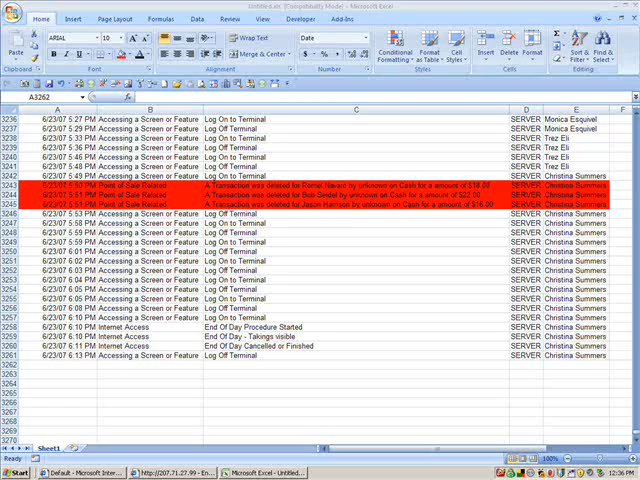 Untitled.xls [Compatibility Mode] - Microsoft Excel
Home Insert Page Layout Formulas Data Review View Developer Add-Ins
Paste ARIAL 10 Wrap Text Date Conditional Formatting Format as Table Cell Styles Insert Delete Format Sort & Filter Find & Select
B I U Merge & Center $ % ,
Clipboard Font Alignment Number Styles Cells Editing
A3262 fx
A B C D E F
3236 6/23/07 5:27 PM Accessing a Screen or Feature Log On to Terminal SERVER Monica Esquivel
3237 6/23/07 5:29 PM Accessing a Screen or Feature Log Off Terminal SERVER Monica Esquivel
3238 6/23/07 5:33 PM Accessing a Screen or Feature Log On to Terminal SERVER Trez Eli
3239 6/23/07 5:36 PM Accessing a Screen or Feature Log Off Terminal SERVER Trez Eli
3240 6/23/07 5:46 PM Accessing a Screen or Feature Log On to Terminal SERVER Trez Eli
3241 6/23/07 5:48 PM Accessing a Screen or Feature Log Off Terminal SERVER Trez Eli
3242 6/23/07 5:49 PM Accessing a Screen or Feature Log On to Terminal SERVER Christina Summers
3243 6/23/07 5:50 PM Point of Sale Related A Transaction was deleted for Romel Navaro by unknown on Cash for a amount of $18.00 SERVER Christina Summers
3244 6/23/07 5:51 PM Point of Sale Related A Transaction was deleted for Bob Seidel by unknown on Cash for a amount of $22.00 SERVER Christina Summers
3245 6/23/07 5:51 PM Point of Sale Related A Transaction was deleted for Jason Harrison by unknown on Cash for a amount of $16.00 SERVER Christina Summers
3246 6/23/07 5:53 PM Accessing a Screen or Feature Log Off Terminal SERVER Christina Summers
3247 6/23/07 5:58 PM Accessing a Screen or Feature Log On to Terminal SERVER Christina Summers
3248 6/23/07 5:59 PM Accessing a Screen or Feature Log Off Terminal SERVER Christina Summers
3249 6/23/07 5:59 PM Accessing a Screen or Feature Log On to Terminal SERVER Christina Summers
3250 6/23/07 6:01 PM Accessing a Screen or Feature Log Off Terminal SERVER Christina Summers
3251 6/23/07 6:02 PM Accessing a Screen or Feature Log On to Terminal SERVER Christina Summers
3252 6/23/07 6:03 PM Accessing a Screen or Feature Log Off Terminal SERVER Christina Summers
3253 6/23/07 6:04 PM Accessing a Screen or Feature Log On to Terminal SERVER Christina Summers
3254 6/23/07 6:05 PM Accessing a Screen or Feature Log Off Terminal SERVER Christina Summers
3255 6/23/07 6:05 PM Accessing a Screen or Feature Log On to Terminal SERVER Christina Summers
3256 6/23/07 6:08 PM Accessing a Screen or Feature Log Off Terminal SERVER Christina Summers
3257 6/23/07 6:10 PM Accessing a Screen or Feature Log On to Terminal SERVER Christina Summers
3258 6/23/07 6:10 PM Internet Access End Of Day Procedure Started SERVER Christina Summers
3259 6/23/07 6:10 PM Internet Access End Of Day - Takings visible SERVER Christina Summers
3260 6/23/07 6:11 PM Internet Access End Of Day Cancelled or Finished SERVER Christina Summers
3261 6/23/07 6:13 PM Accessing a Screen or Feature Log Off Terminal SERVER Christina Summers
3262
3263
3264
3265
3266
3267
3268
3269
3270
Sheet1
Ready 100%
Start Default - Microsoft Inter... http://207.71.27.99 - En... Microsoft Excel - Untitled... 12:36 PM